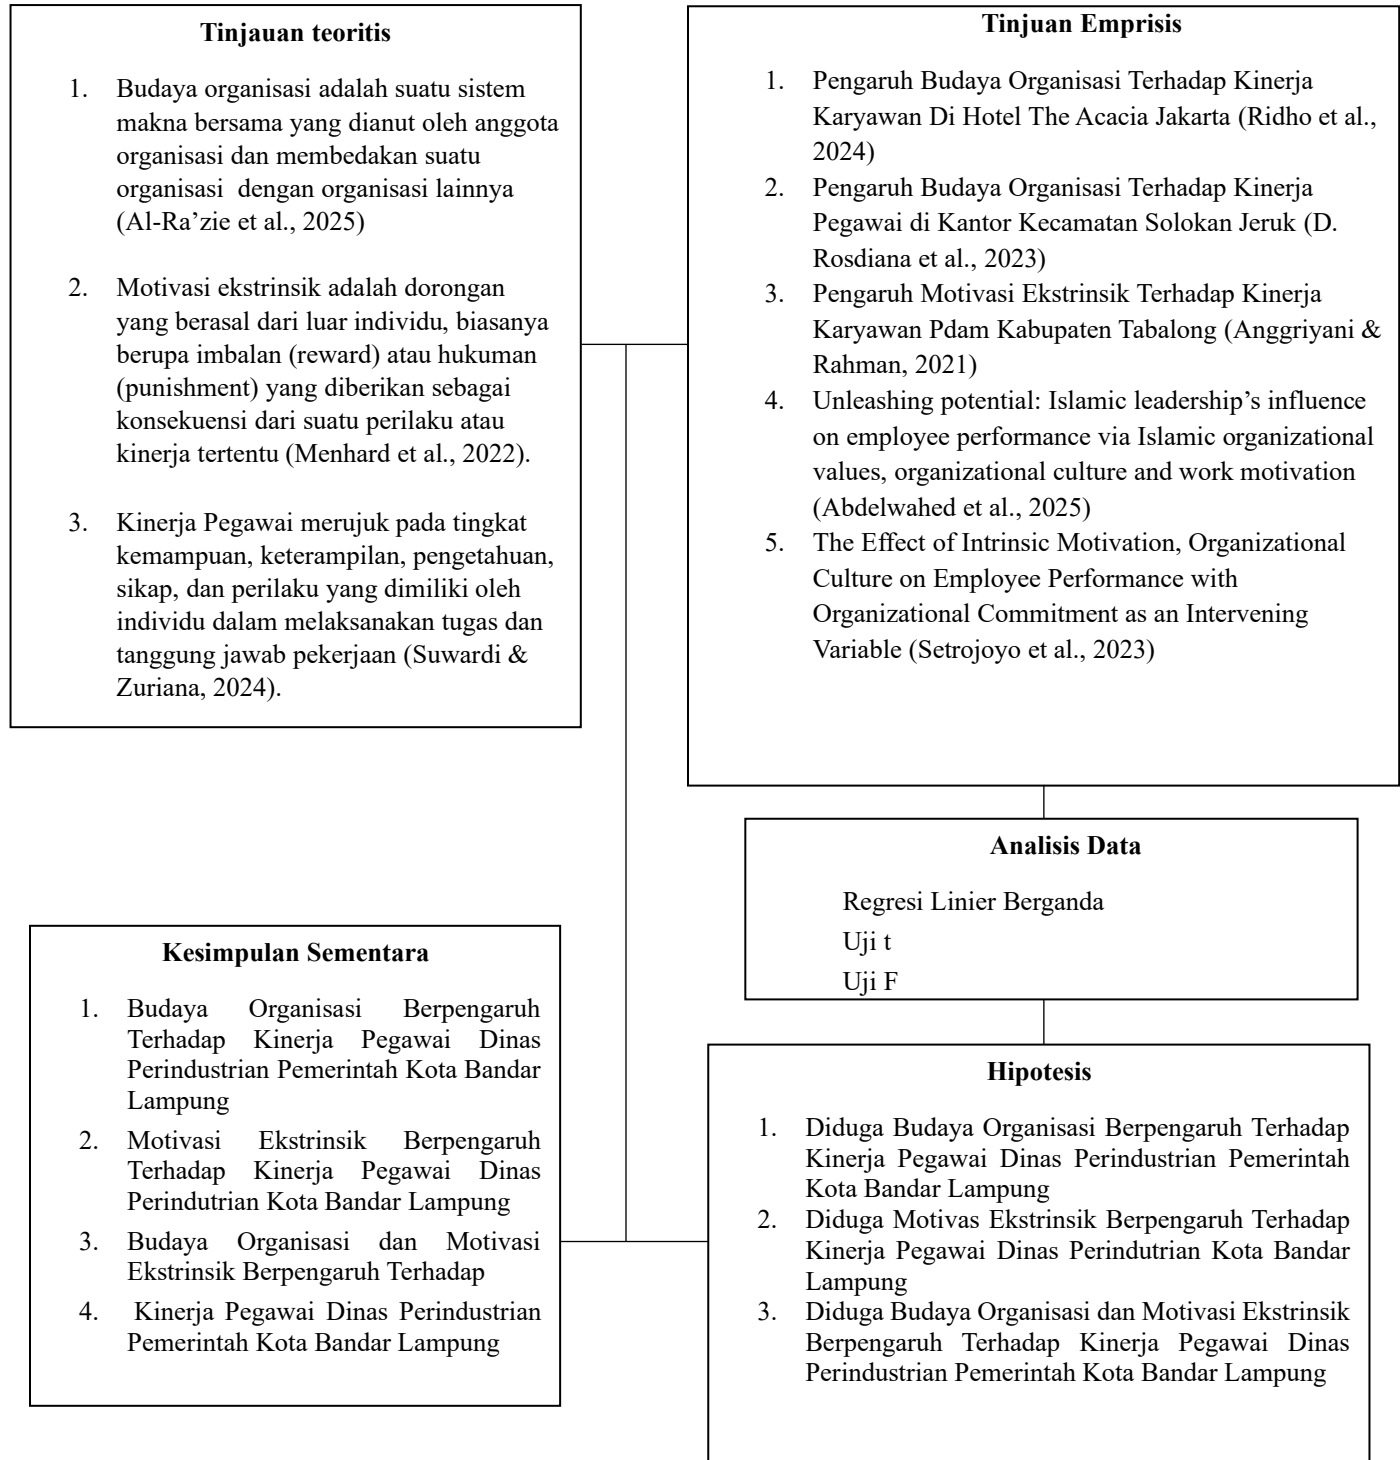 Tinjauan teoritis
1. Budaya organisasi adalah suatu sistem
makna bersama yang dianut oleh anggota
organisasi dan membedakan suatu
organisasi dengan organisasi lainnya
(Al-Ra’zie et al., 2025)
2. Motivasi ekstrinsik adalah dorongan
yang berasal dari luar individu, biasanya
berupa imbalan (reward) atau hukuman
(punishment) yang diberikan sebagai
konsekuensi dari suatu perilaku atau
kinerja tertentu (Menhard et al., 2022).
3. Kinerja Pegawai merujuk pada tingkat
kemampuan, keterampilan, pengetahuan,
sikap, dan perilaku yang dimiliki oleh
individu dalam melaksanakan tugas dan
tanggung jawab pekerjaan (Suwardi &
Zuriana, 2024).
Tinjuan Emprisis
1. Pengaruh Budaya Organisasi Terhadap Kinerja
Karyawan Di Hotel The Acacia Jakarta (Ridho et al.,
2024)
2. Pengaruh Budaya Organisasi Terhadap Kinerja
Pegawai di Kantor Kecamatan Solokan Jeruk (D.
Rosdiana et al., 2023)
3. Pengaruh Motivasi Ekstrinsik Terhadap Kinerja
Karyawan Pdam Kabupaten Tabalong (Anggriyani &
Rahman, 2021)
4. Unleashing potential: Islamic leadership’s influence
on employee performance via Islamic organizational
values, organizational culture and work motivation
(Abdelwahed et al., 2025)
5. The Effect of Intrinsic Motivation, Organizational
Culture on Employee Performance with
Organizational Commitment as an Intervening
Variable (Setrojoyo et al., 2023)
Analisis Data
Regresi Linier Berganda
Uji t
Uji F
Kesimpulan Sementara
1. Budaya Organisasi Berpengaruh
Terhadap Kinerja Pegawai Dinas
Perindustrian Pemerintah Kota Bandar
Lampung
2. Motivasi Ekstrinsik Berpengaruh
Terhadap Kinerja Pegawai Dinas
Perindutrian Kota Bandar Lampung
3. Budaya Organisasi dan Motivasi
Ekstrinsik Berpengaruh Terhadap
4. Kinerja Pegawai Dinas Perindustrian
Pemerintah Kota Bandar Lampung
Hipotesis
1. Diduga Budaya Organisasi Berpengaruh Terhadap
Kinerja Pegawai Dinas Perindustrian Pemerintah
Kota Bandar Lampung
2. Diduga Motivas Ekstrinsik Berpengaruh Terhadap
Kinerja Pegawai Dinas Perindutrian Kota Bandar
Lampung
3. Diduga Budaya Organisasi dan Motivasi Ekstrinsik
Berpengaruh Terhadap Kinerja Pegawai Dinas
Perindustrian Pemerintah Kota Bandar Lampung